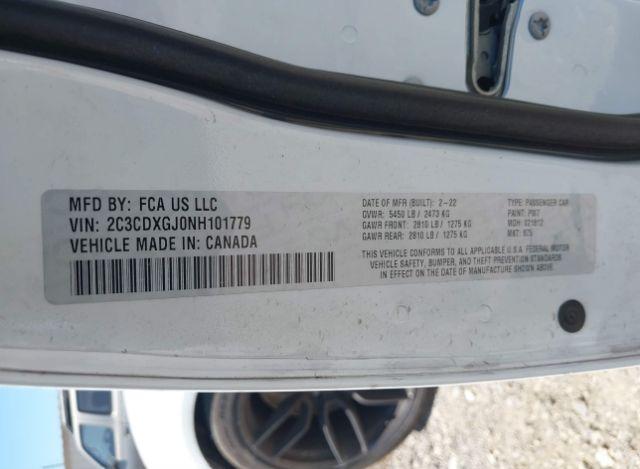 MFD BY: FCA US LLC
VIN: 2C3CDXGJ0NH101779
VEHICLE MADE IN: CANADA
DATE OF MFR (BUILT): 2-22
GVWR: 5450 LB / 2473 KG
GAWR FRONT: 2810 LB / 1275 KG
GAWR REAR: 2810 LB / 1275 KG
TYPE: PASSENGER CAR
PAINT: PW7
MDH: 021812
MKT:
THIS VEHICLE CONFORMS TO ALL APPLICABLE U.S.A. FEDERAL MOTOR
VEHICLE SAFETY, BUMPER, AND THEFT PREVENTION STANDARDS
IN EFFECT ON THE DATE OF MANUFACTURE SHOWN ABOVE.